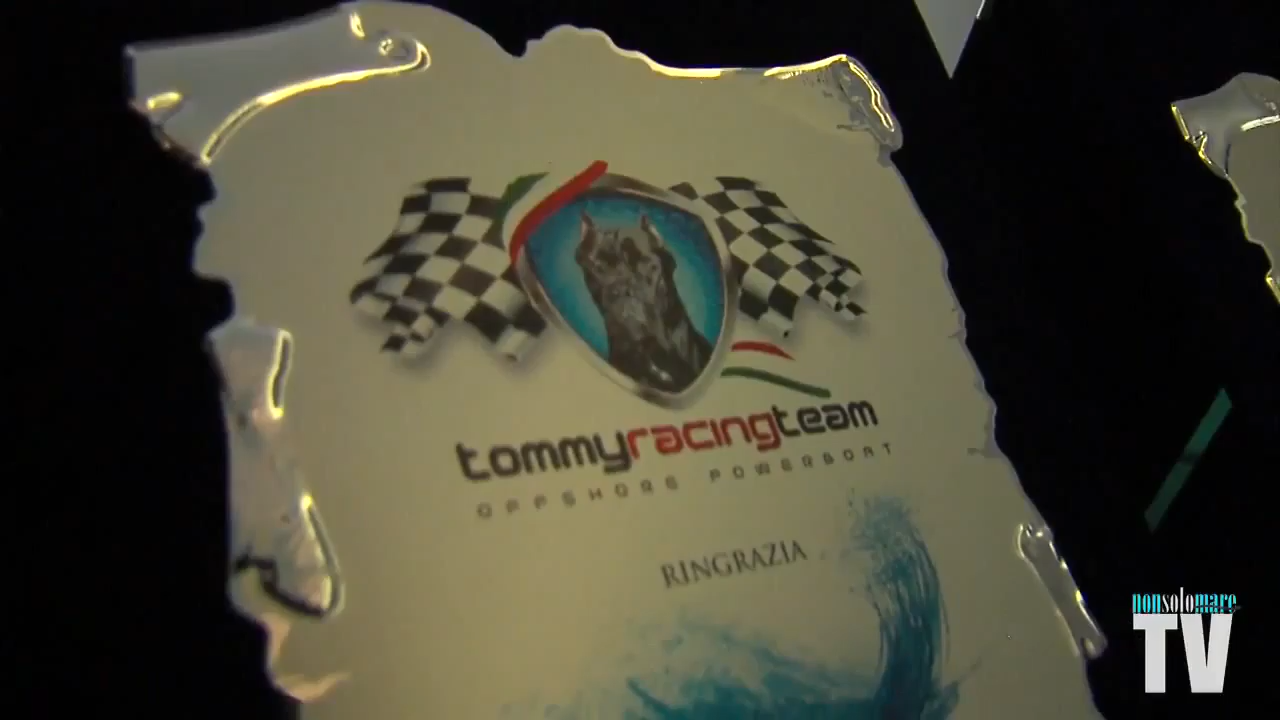 tommyracingteam
OFFSHORE POWERBOAT
RINGRAZIA
nonsolomare
TV